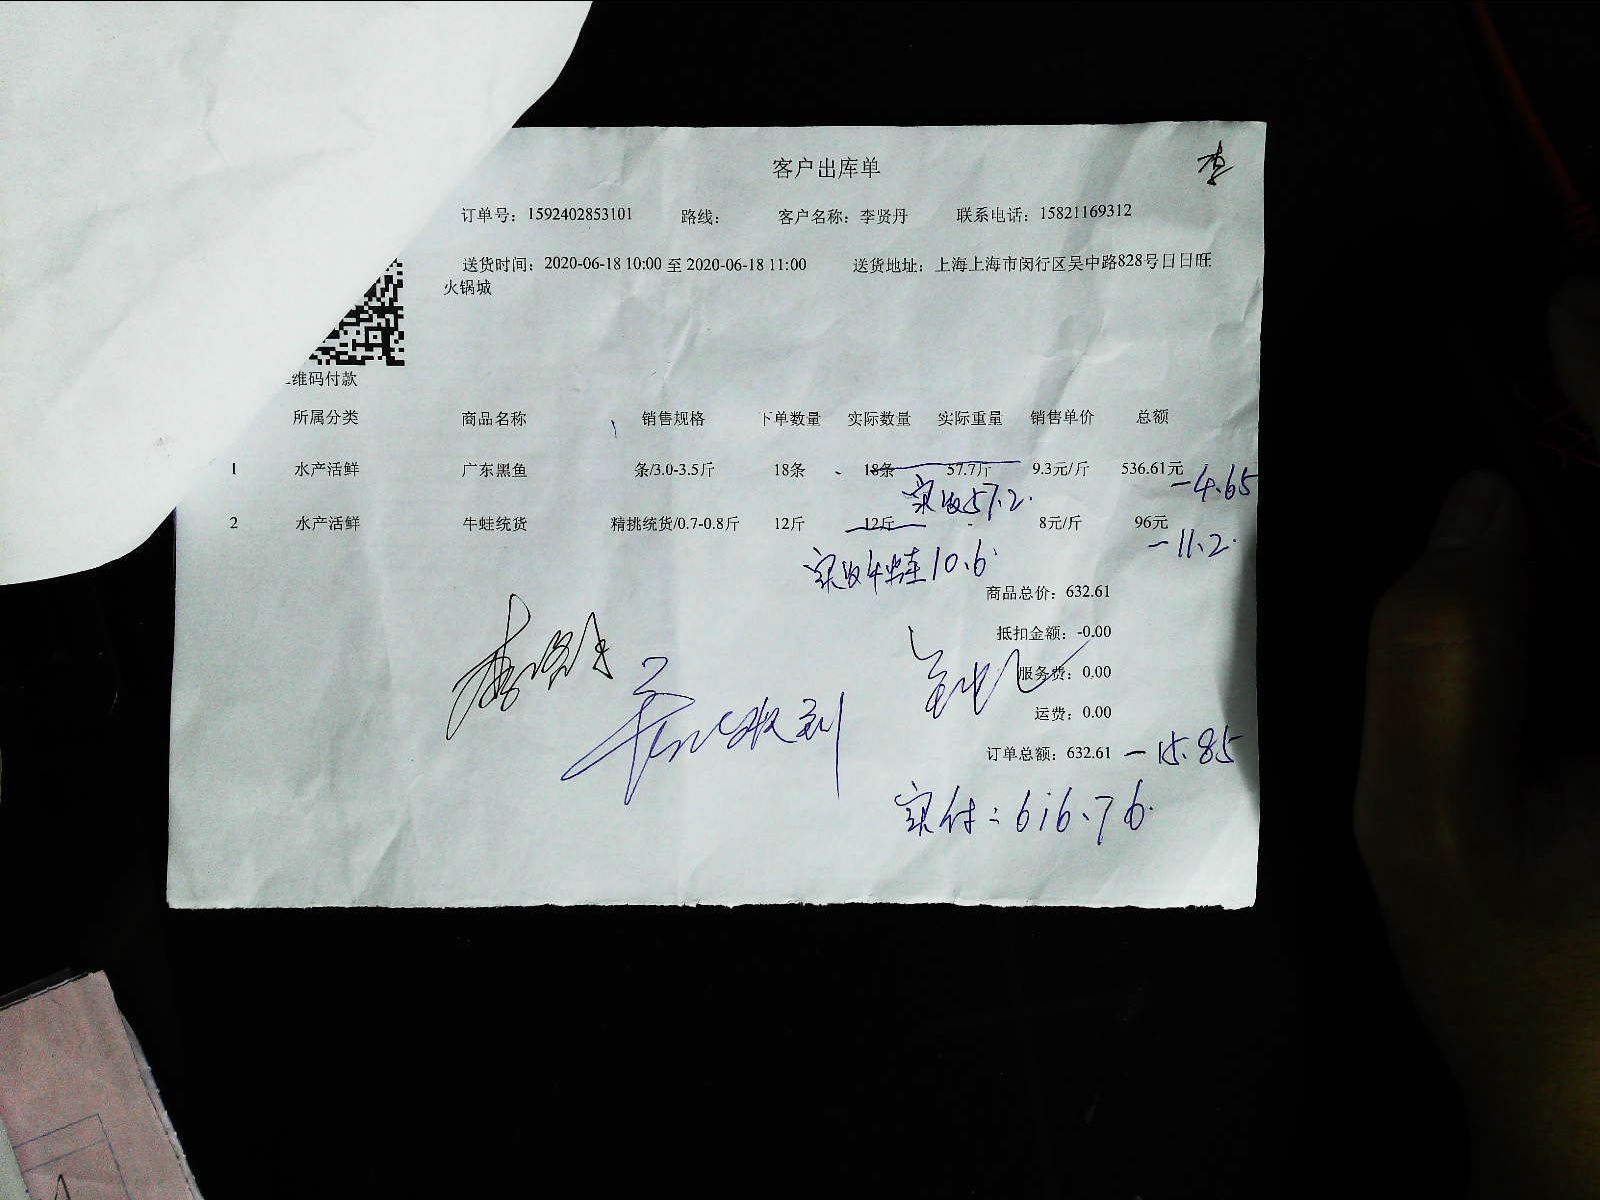 客户出库单
李
订单号：1592402853101 路线： 客户名称：李贤丹 联系电话：15821169312
送货时间：2020-06-18 10:00 至 2020-06-18 11:00 送货地址：上海上海市闵行区吴中路828号日日旺
火锅城
维码付款
所属分类 商品名称 销售规格 下单数量 实际数量 实际重量 销售单价 总额
1 水产活鲜 广东黑鱼 条/3.0-3.5斤 18条 18条 57.7斤 9.3元/斤 536.61元
实收57.2. -4.65
2 水产活鲜 牛蛙统货 精挑统货/0.7-0.8斤 12斤 12斤 - 8元/斤 96元
-11.2.
实收牛蛙10.6
商品总价：632.61
抵扣金额：-0.00
服务费：0.00
运费：0.00
收到
订单总额：632.61 -15.85
实付：616.76.